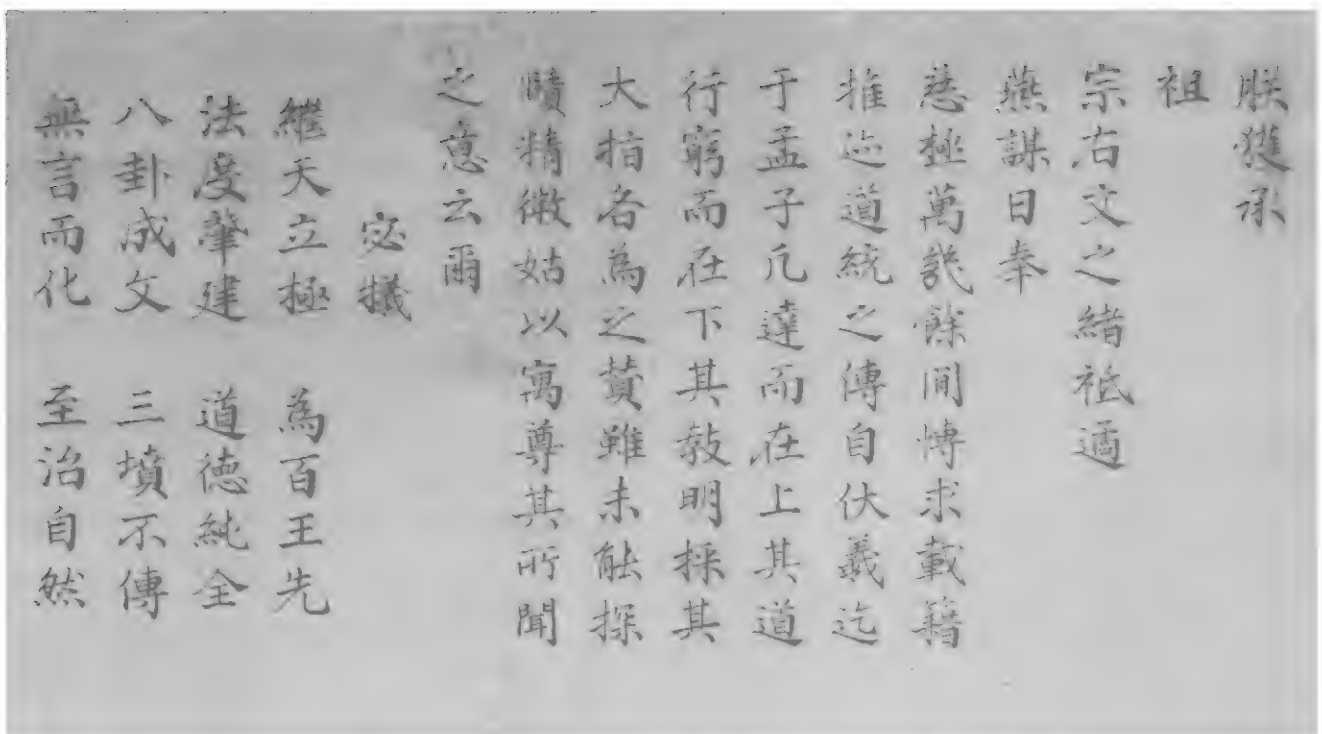 朕獲承
祖
宗右文之緒祗遹
燕謀日奉
慈極萬幾餘閒博求載籍
推迹道統之傳自伏羲迄
于孟子凡達而在上其道
行窮而在下其教明採其
大指各為之贊雖未能探
賾精微姑以寓尊其所聞
之意云爾
宓犧
繼天立極　為百王先
法度肇建　道德純全
八卦成文　三墳不傳
無言而化　至治自然